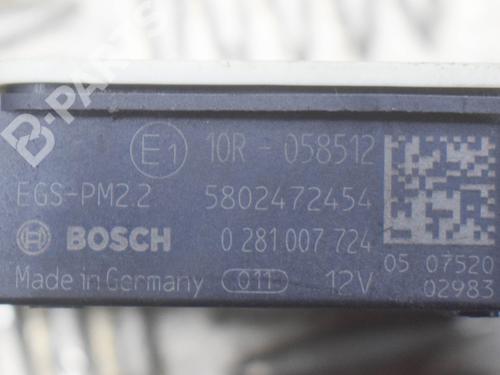 B-PARTS
E1 10R - 058512
EGS-PM2.2 5802472454
BOSCH 0 281 007 724
Made in Germany 011 12V
05 07520
02983